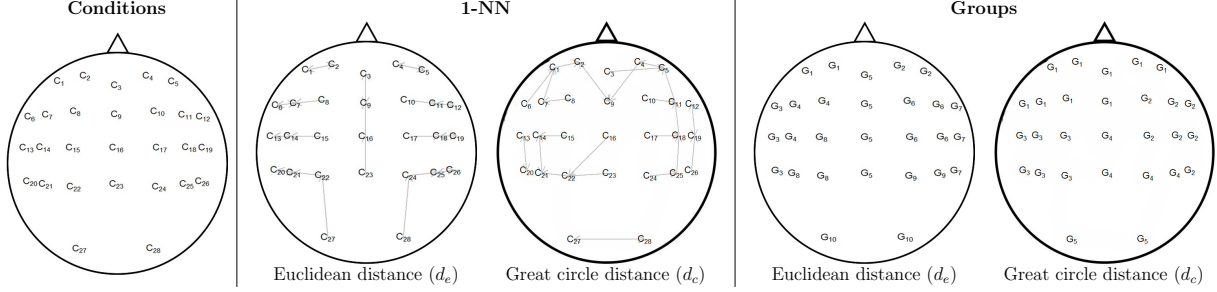 Conditions
C1 C2 C3 C4 C5
C6 C7 C8 C9 C10 C11 C12
C13 C14 C15 C16 C17 C18 C19
C20 C21 C22 C23 C24 C25 C26
C27 C28
1-NN
C1 C2 C3 C4 C5
C6 C7 C8 C9 C10 C11 C12
C13 C14 C15 C16 C17 C18 C19
C20 C21 C22 C23 C24 C25 C26
C27 C28
Euclidean distance (de)
C1 C2 C3 C4 C5
C6 C7 C8 C9 C10 C11 C12
C13 C14 C15 C16 C17 C18 C19
C20 C21 C22 C23 C24 C25 C26
C27 C28
Great circle distance (dc)
Groups
G1 G1 G5 G2 G2
G3 G4 G4 G5 G6 G6 G7
G3 G4 G8 G5 G6 G6 G7
G3 G8 G8 G5 G9 G9 G7
G10 G10
Euclidean distance (de)
G1 G1 G1 G1 G1
G1 G1 G1 G1 G2 G2 G2
G3 G3 G3 G4 G2 G2 G2
G3 G3 G3 G4 G4 G4 G2
G5 G5
Great circle distance (dc)